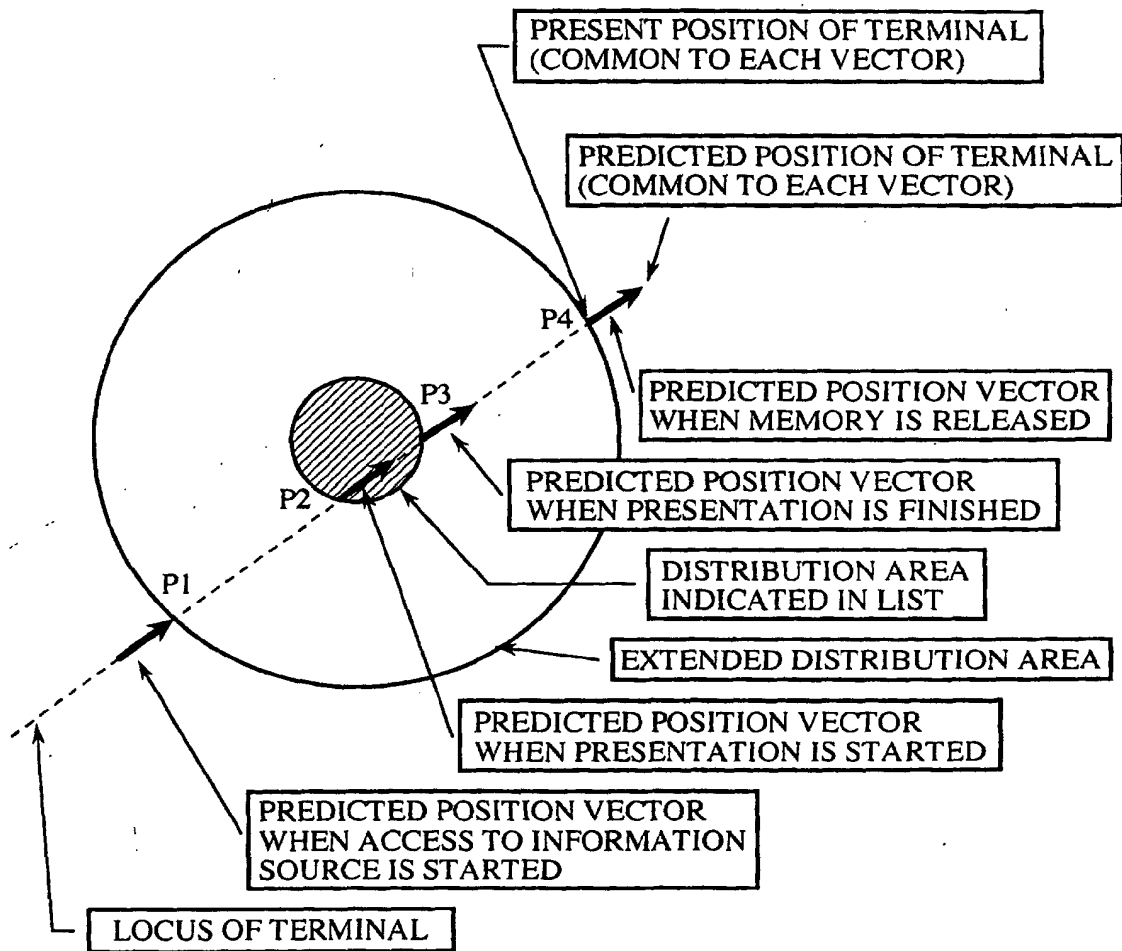 PRESENT POSITION OF TERMINAL
(COMMON TO EACH VECTOR)
PREDICTED POSITION OF TERMINAL
(COMMON TO EACH VECTOR)
P4
PREDICTED POSITION VECTOR
WHEN MEMORY IS RELEASED
P3
PREDICTED POSITION VECTOR
WHEN PRESENTATION IS FINISHED
P2
DISTRIBUTION AREA
INDICATED IN LIST
P1
EXTENDED DISTRIBUTION AREA
PREDICTED POSITION VECTOR
WHEN PRESENTATION IS STARTED
PREDICTED POSITION VECTOR
WHEN ACCESS TO INFORMATION
SOURCE IS STARTED
LOCUS OF TERMINAL